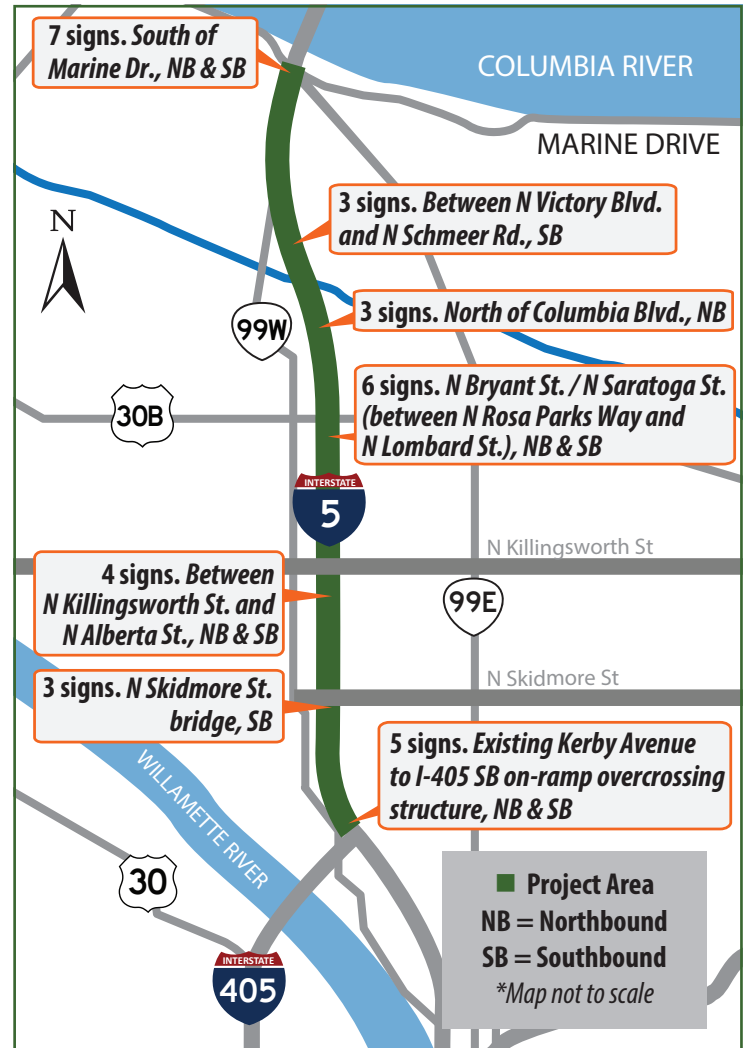 7 signs. South of
Marine Dr., NB & SB
COLUMBIA RIVER
MARINE DRIVE
3 signs. Between N Victory Blvd.
and N Schmeer Rd., SB
N
3 signs. North of Columbia Blvd., NB
99W
6 signs. N Bryant St. / N Saratoga St.
(between N Rosa Parks Way and
N Lombard St.), NB & SB
30B
INTERSTATE
5
N Killingsworth St
4 signs. Between
N Killingsworth St. and
N Alberta St., NB & SB
99E
N Skidmore St
3 signs. N Skidmore St.
bridge, SB
5 signs. Existing Kerby Avenue
to I-405 SB on-ramp overcrossing
structure, NB & SB
WILLAMETTE RIVER
30
INTERSTATE
405
Project Area
NB = Northbound
SB = Southbound
*Map not to scale